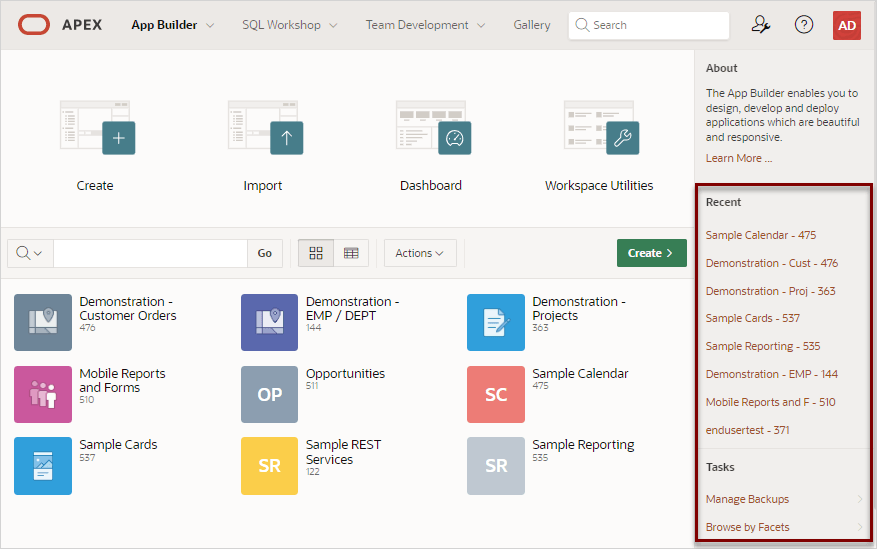 APEX
App Builder
SQL Workshop
Team Development
Gallery
Search
AD
Create
Import
Dashboard
Workspace Utilities
Go
Actions
Create
Demonstration -
Customer Orders
476
Demonstration -
EMP / DEPT
144
Demonstration -
Projects
363
Mobile Reports
and Forms
510
OP
Opportunities
511
SC
Sample Calendar
475
Sample Cards
537
SR
Sample REST
Services
122
SR
Sample Reporting
535
About
The App Builder enables you to
design, develop and deploy
applications which are beautiful
and responsive.
Learn More ...
Recent
Sample Calendar - 475
Demonstration - Cust - 476
Demonstration - Proj - 363
Sample Cards - 537
Sample Reporting - 535
Demonstration - EMP - 144
Mobile Reports and F - 510
endusertest - 371
Tasks
Manage Backups
Browse by Facets